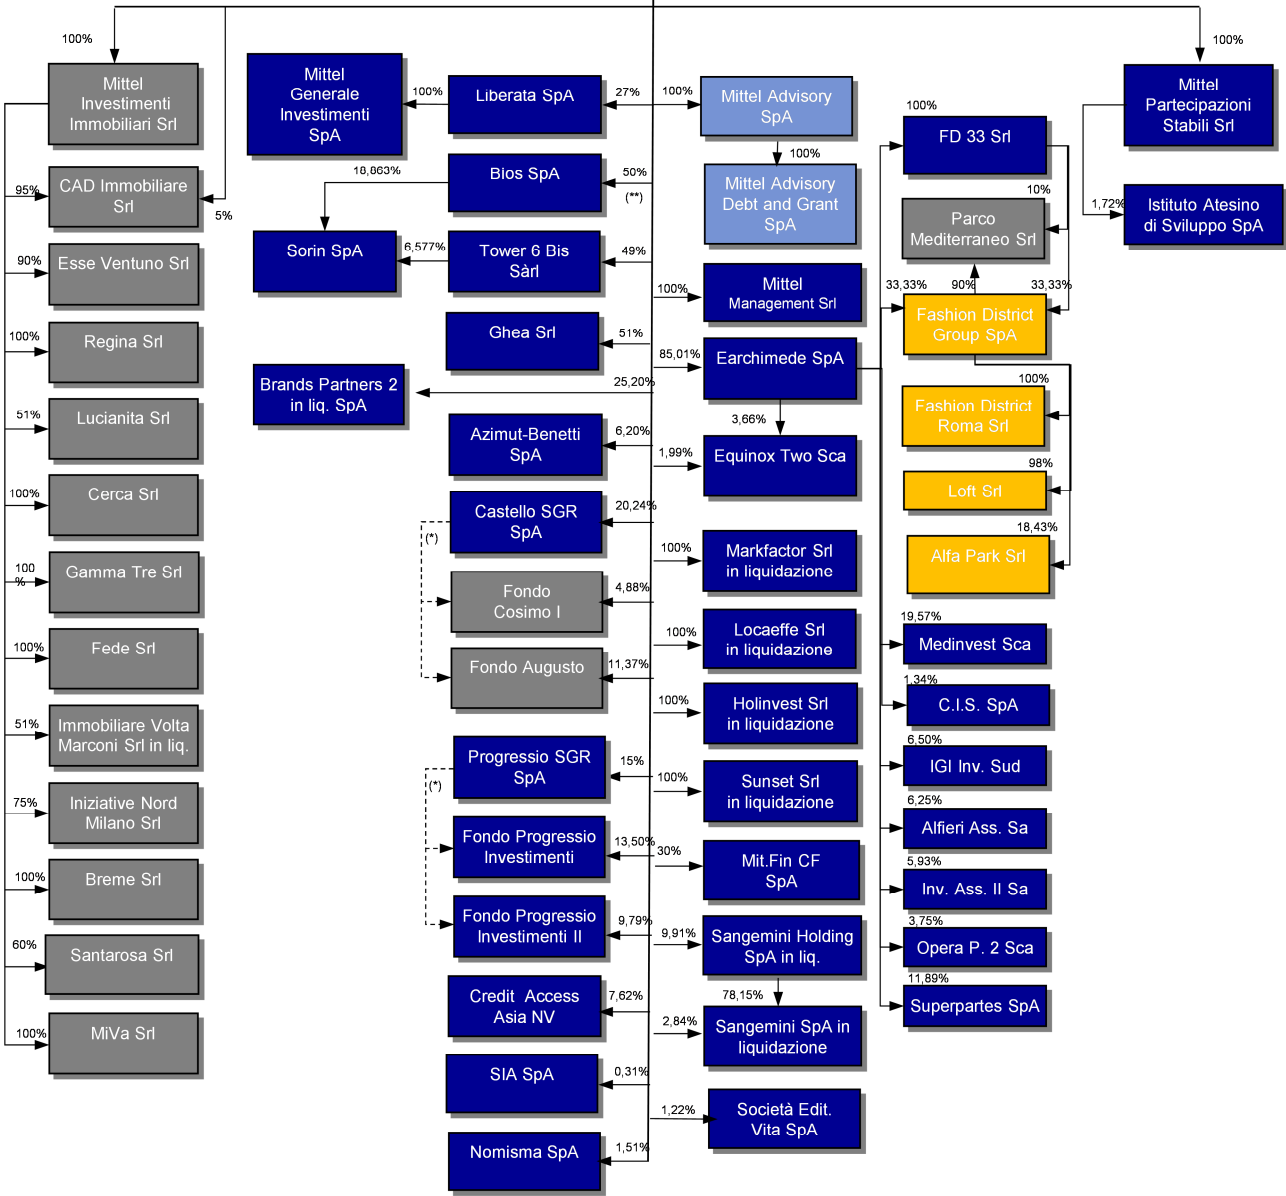 100%
Mittel
Investimenti
Immobiliari Srl
95%
CAD Immobiliare
Srl
5%
90%
Esse Ventuno Srl
100%
Regina Srl
51%
Lucianita Srl
100%
Cerca Srl
100
%
Gamma Tre Srl
100%
Fede Srl
51%
Immobiliare Volta
Marconi Srl in liq.
75%
Iniziative Nord
Milano Srl
100%
Breme Srl
60%
Santarosa Srl
100%
MiVa Srl
Mittel
Generale
Investimenti
SpA
100%
Liberata SpA
27%
18,863%
Bios SpA
50%
(**)
Sorin SpA
6,577%
Tower 6 Bis
Sàrl
49%
Ghea Srl
51%
Brands Partners 2
in liq. SpA
25,20%
Azimut-Benetti
SpA
6,20%
Castello SGR
SpA
20,24%
(*)
Fondo
Cosimo I
4,88%
Fondo Augusto
11,37%
Progressio SGR
SpA
15%
(*)
Fondo Progressio
Investimenti
13,50%
Fondo Progressio
Investimenti II
9,79%
Credit Access
Asia NV
7,62%
SIA SpA
0,31%
Nomisma SpA
1,51%
100%
Mittel Advisory
SpA
100%
Mittel Advisory
Debt and Grant
SpA
100%
Mittel
Management Srl
85,01%
Earchimede SpA
3,66%
1,99%
Equinox Two Sca
100%
Markfactor Srl
in liquidazione
100%
Locaeffe Srl
in liquidazione
100%
Holinvest Srl
in liquidazione
100%
Sunset Srl
in liquidazione
30%
Mit.Fin CF
SpA
9,91%
Sangemini Holding
SpA in liq.
78,15%
2,84%
Sangemini SpA in
liquidazione
1,22%
Società Edit.
Vita SpA
100%
FD 33 Srl
10%
Parco
Mediterraneo Srl
33,33%
90%
33,33%
Fashion District
Group SpA
100%
Fashion District
Roma Srl
98%
Loft Srl
18,43%
Alfa Park Srl
19,57%
Medinvest Sca
1,34%
C.I.S. SpA
6,50%
IGI Inv. Sud
6,25%
Alfieri Ass. Sa
5,93%
Inv. Ass. II Sa
3,75%
Opera P. 2 Sca
11,89%
Superpartes SpA
100%
Mittel
Partecipazioni
Stabili Srl
1,72%
Istituto Atesino
di Sviluppo SpA